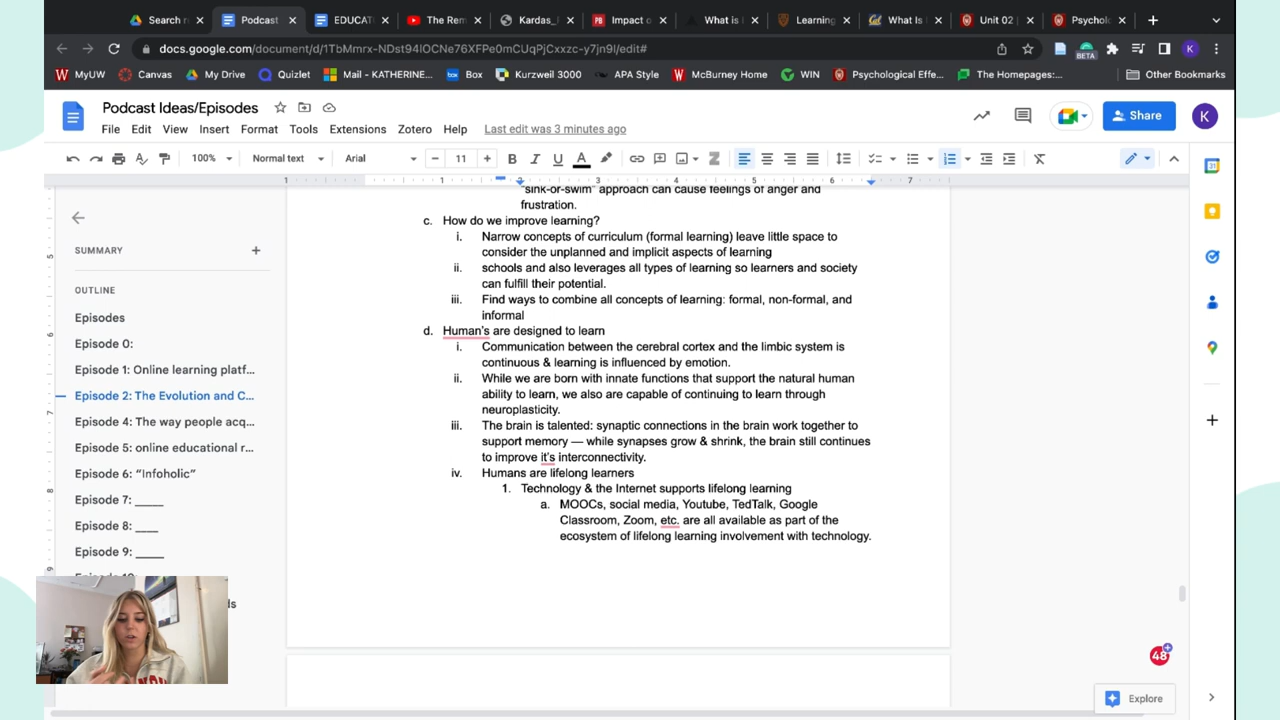 Search r
Podcast
EDUCAT
The Rem
Kardas_
Impact o
What is
Learning
What Is
Unit 02
Psychol
docs.google.com/document/d/1TbMmrx-NDst94lOCNe76XFPe0mCUqPjCxxzc-y7jn9I/edit#
BETA
K
MyUW
Canvas
My Drive
Quizlet
Mail - KATHERINE...
Box
Kurzweil 3000
APA Style
McBurney Home
WIN
Psychological Effe...
The Homepages:...
Other Bookmarks
Podcast Ideas/Episodes
Share
K
File Edit View Insert Format Tools Extensions Zotero Help Last edit was 3 minutes ago
100% Normal text Arial 11 B I U A
1 1 2 3 4 5 6 7
SUMMARY
OUTLINE
Episodes
Episode 0:
Episode 1: Online learning platf...
Episode 2: The Evolution and C...
Episode 4: The way people acq...
Episode 5: online educational r...
Episode 6: “Infoholic”
Episode 7: _____
Episode 8: ____
Episode 9: _____
ds
"sink-or-swim" approach can cause feelings of anger and
frustration.
c. How do we improve learning?
i. Narrow concepts of curriculum (formal learning) leave little space to
consider the unplanned and implicit aspects of learning
ii. schools and also leverages all types of learning so learners and society
can fulfill their potential.
iii. Find ways to combine all concepts of learning: formal, non-formal, and
informal
d. Human's are designed to learn
i. Communication between the cerebral cortex and the limbic system is
continuous & learning is influenced by emotion.
ii. While we are born with innate functions that support the natural human
ability to learn, we also are capable of continuing to learn through
neuroplasticity.
iii. The brain is talented: synaptic connections in the brain work together to
support memory — while synapses grow & shrink, the brain still continues
to improve it's interconnectivity.
iv. Humans are lifelong learners
1. Technology & the Internet supports lifelong learning
a. MOOCs, social media, Youtube, TedTalk, Google
Classroom, Zoom, etc. are all available as part of the
ecosystem of lifelong learning involvement with technology.
48
Explore